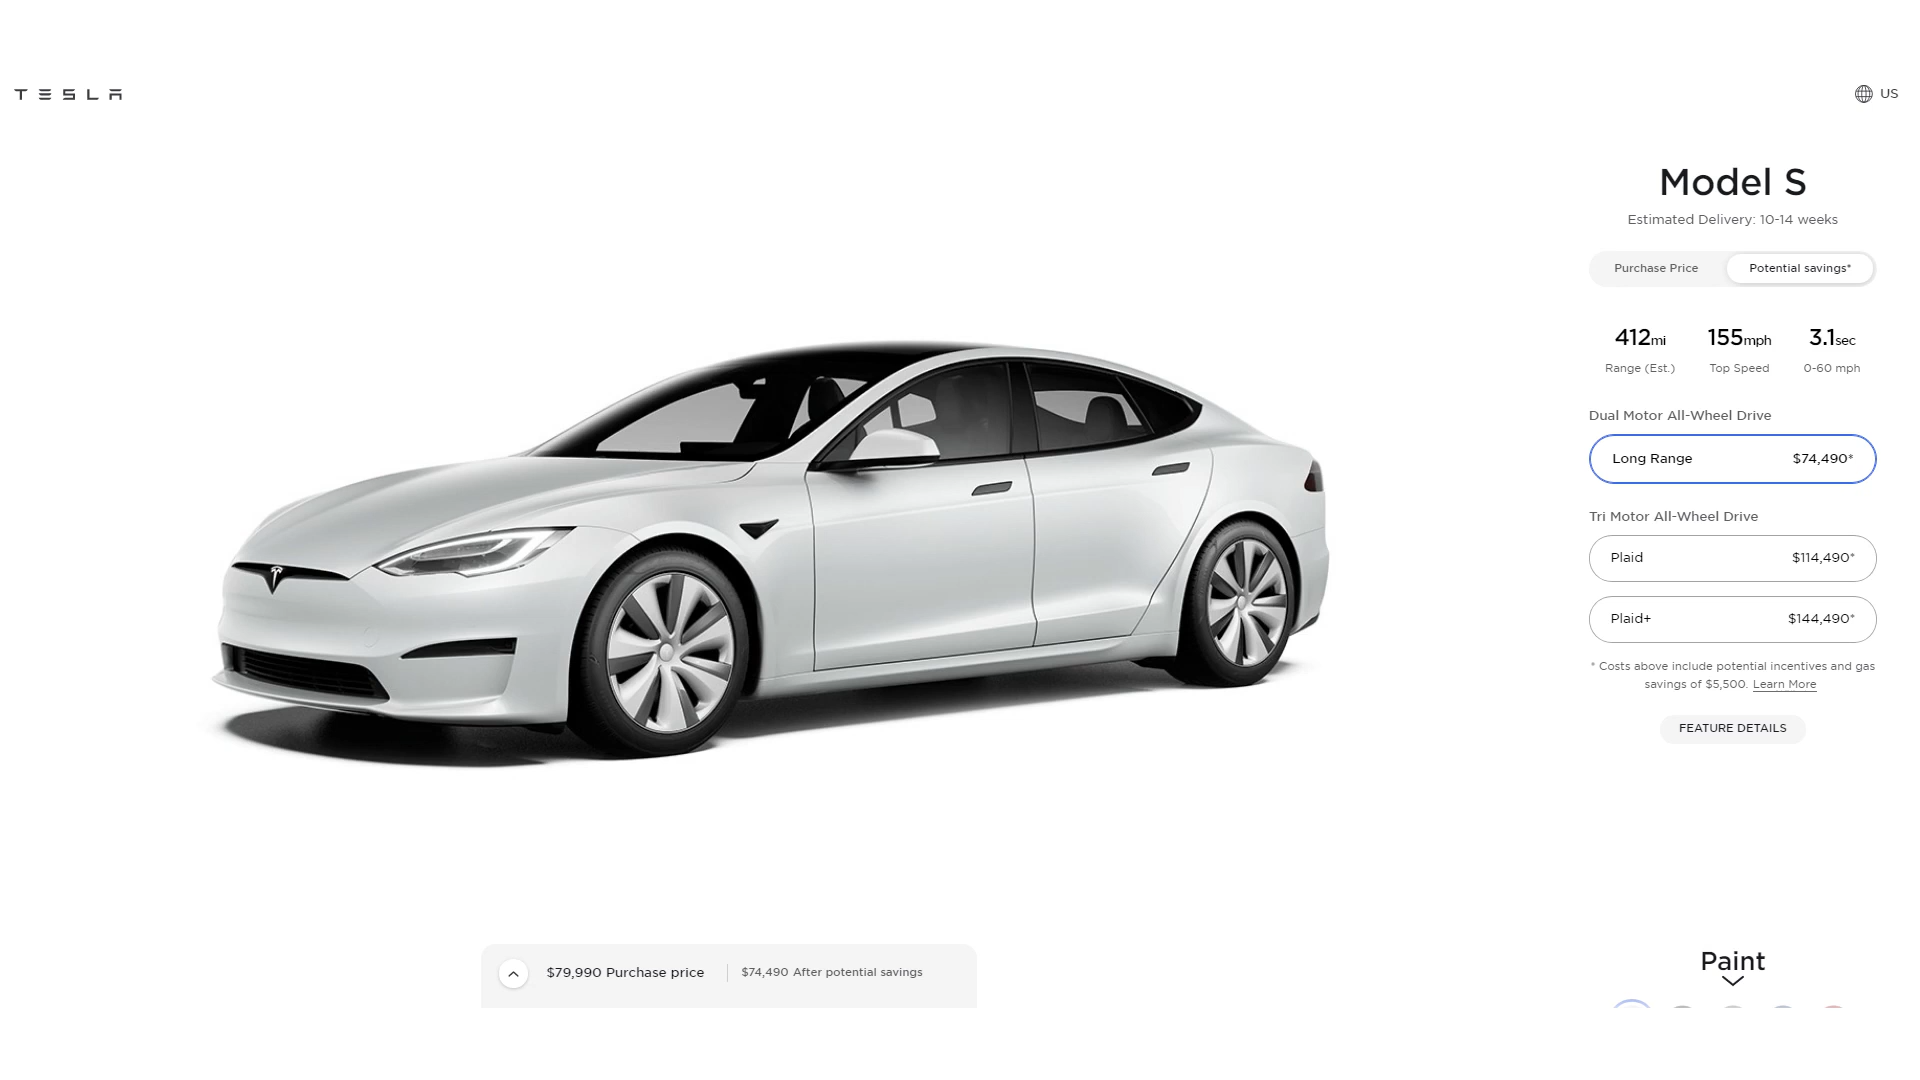 TESLA
US
Model S
Estimated Delivery: 10-14 weeks
Purchase Price
Potential savings*
412mi
155mph
3.1sec
Range (Est.)
Top Speed
0-60 mph
Dual Motor All-Wheel Drive
Long Range
$74,490*
Tri Motor All-Wheel Drive
Plaid
$114,490*
Plaid+
$144,490*
* Costs above include potential incentives and gas
savings of $5,500. Learn More
FEATURE DETAILS
$79,990 Purchase price
$74,490 After potential savings
Paint